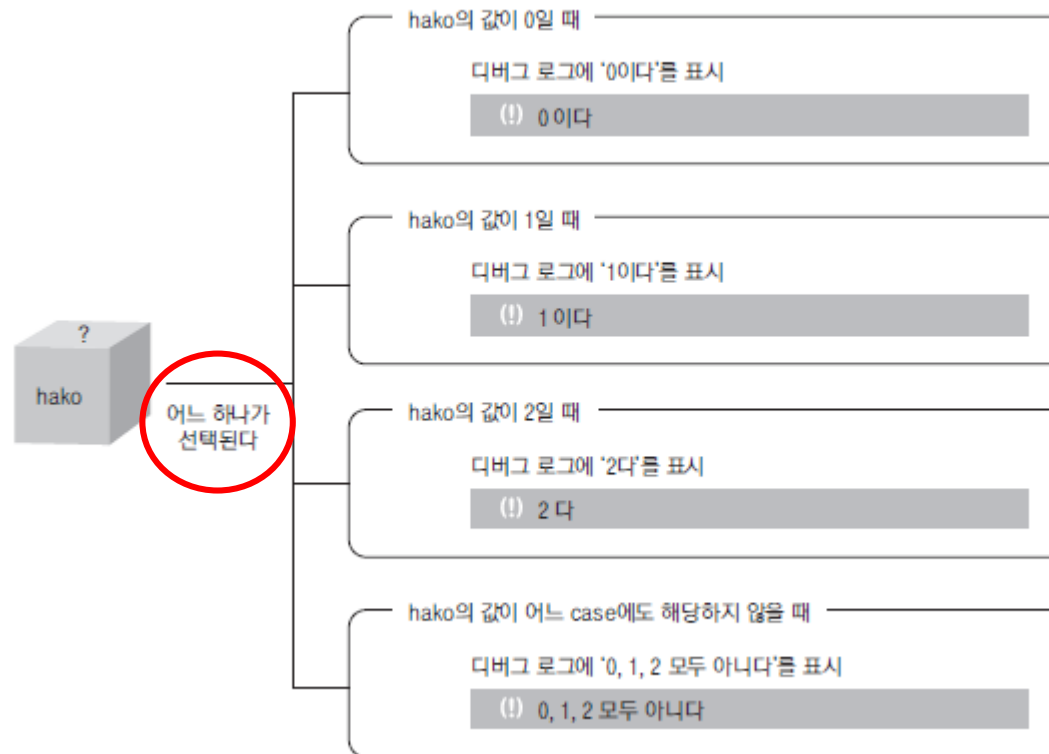 hako의 값이 0일 때
디버그 로그에 '0이다'를 표시
(!) 0 이다
hako의 값이 1일 때
디버그 로그에 '1이다'를 표시
(!) 1 이다
?
hako
어느 하나가
선택된다
hako의 값이 2일 때
디버그 로그에 '2다'를 표시
(!) 2 다
hako의 값이 어느 case에도 해당하지 않을 때
디버그 로그에 '0, 1, 2 모두 아니다'를 표시
(!) 0, 1, 2 모두 아니다